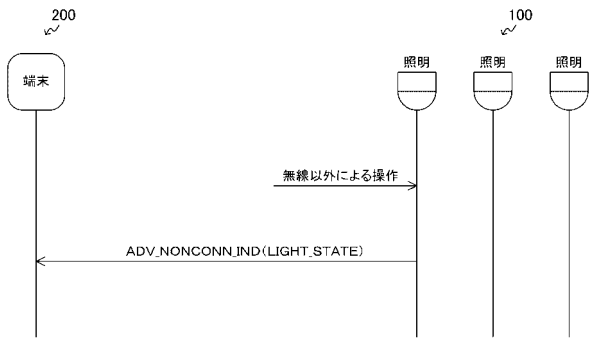 200
100
端末
照明
照明
照明
無線以外による操作
ADV_NONCONN_IND(LIGHT_STATE)